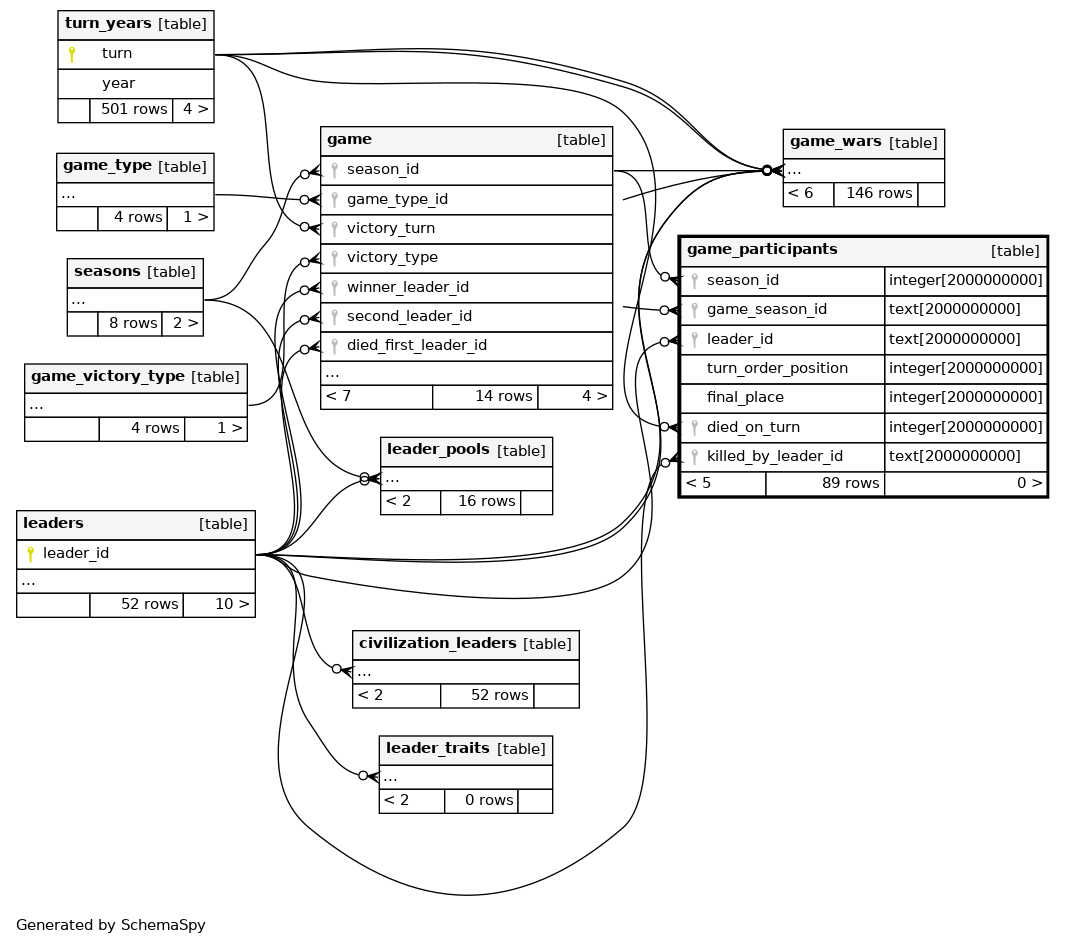 turn_years [table]
turn
year
501 rows 4 >
game_type [table]
...
4 rows 1 >
seasons [table]
...
8 rows 2 >
game_victory_type [table]
...
4 rows 1 >
leaders [table]
leader_id
...
52 rows 10 >
game [table]
season_id
game_type_id
victory_turn
victory_type
winner_leader_id
second_leader_id
died_first_leader_id
...
< 7 14 rows 4 >
leader_pools [table]
...
< 2 16 rows
civilization_leaders [table]
...
< 2 52 rows
leader_traits [table]
...
< 2 0 rows
game_wars [table]
...
< 6 146 rows
game_participants [table]
season_id integer[2000000000]
game_season_id text[2000000000]
leader_id text[2000000000]
turn_order_position integer[2000000000]
final_place integer[2000000000]
died_on_turn integer[2000000000]
killed_by_leader_id text[2000000000]
< 5 89 rows 0 >
Generated by SchemaSpy